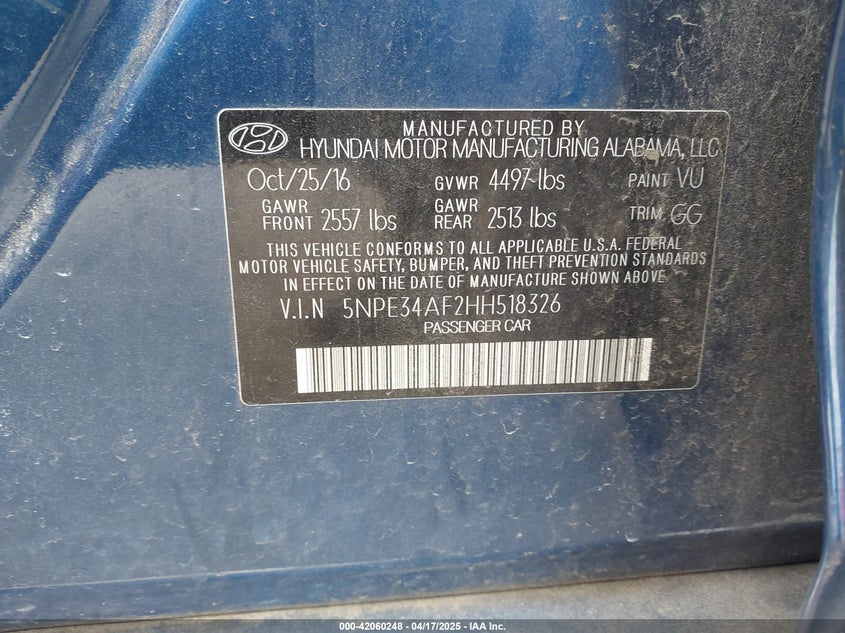 MANUFACTURED BY
HYUNDAI MOTOR MANUFACTURING ALABAMA, LLC
Oct/25/16 GVWR 4497-lbs PAINT VU
GAWR FRONT 2557 lbs GAWR REAR 2513 lbs TRIM GG
THIS VEHICLE CONFORMS TO ALL APPLICABLE U.S.A. FEDERAL
MOTOR VEHICLE SAFETY, BUMPER, AND THEFT PREVENTION STANDARDS
IN EFFECT ON THE DATE OF MANUFACTURE SHOWN ABOVE.
V.I.N 5NPE34AF2HH518326
PASSENGER CAR
000-42060248 - 04/17/2025 - IAA Inc.